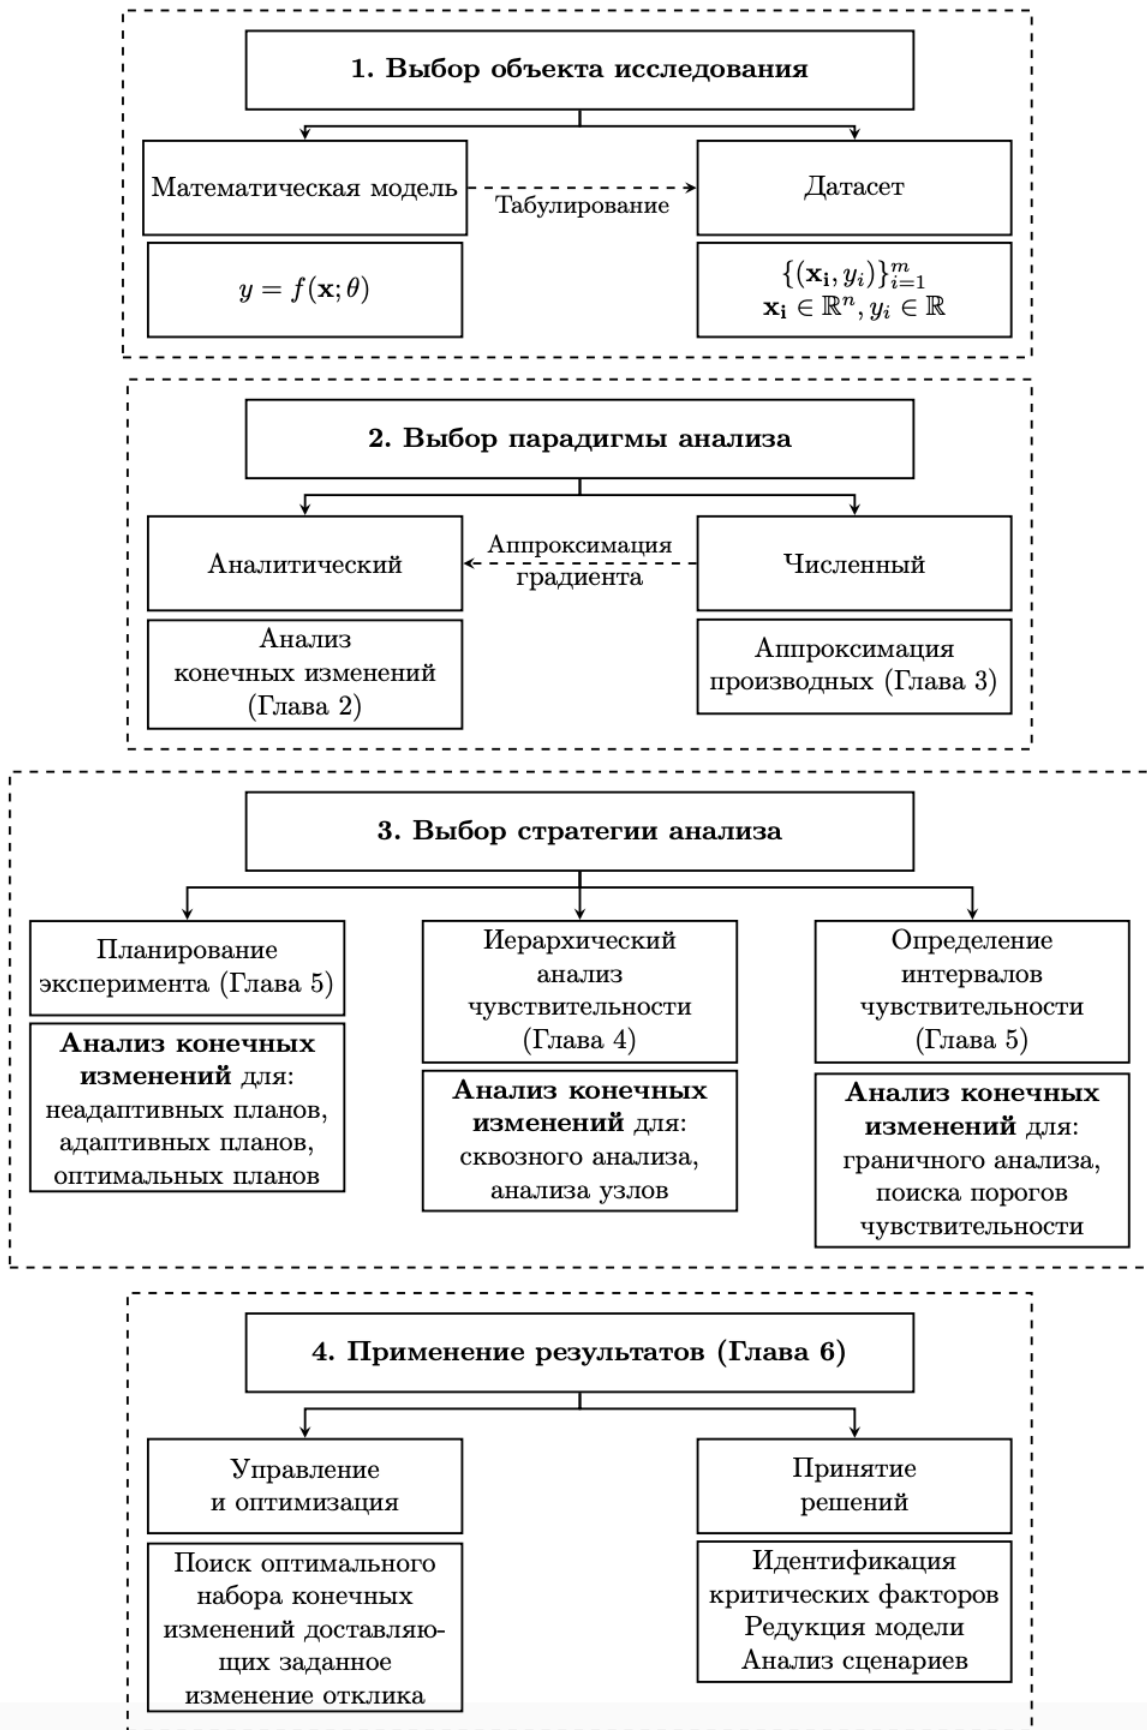 1. Выбор объекта исследования
Математическая модель
Табулирование
Датасет
y = f(x; θ)
{(xᵢ, yᵢ)}ᵐᵢ₌₁
xᵢ ∈ ℝⁿ, yᵢ ∈ ℝ
2. Выбор парадигмы анализа
Аналитический
Аппроксимация
градиента
Численный
Анализ
конечных изменений
(Глава 2)
Аппроксимация
производных (Глава 3)
3. Выбор стратегии анализа
Планирование
эксперимента (Глава 5)
Анализ конечных
изменений для:
неадаптивных планов,
адаптивных планов,
оптимальных планов
Иерархический
анализ
чувствительности
(Глава 4)
Анализ конечных
изменений для:
сквозного анализа,
анализа узлов
Определение
интервалов
чувствительности
(Глава 5)
Анализ конечных
изменений для:
граничного анализа,
поиска порогов
чувствительности
4. Применение результатов (Глава 6)
Управление
и оптимизация
Поиск оптимального
набора конечных
изменений доставляю-
щих заданное
изменение отклика
Принятие
решений
Идентификация
критических факторов
Редукция модели
Анализ сценариев